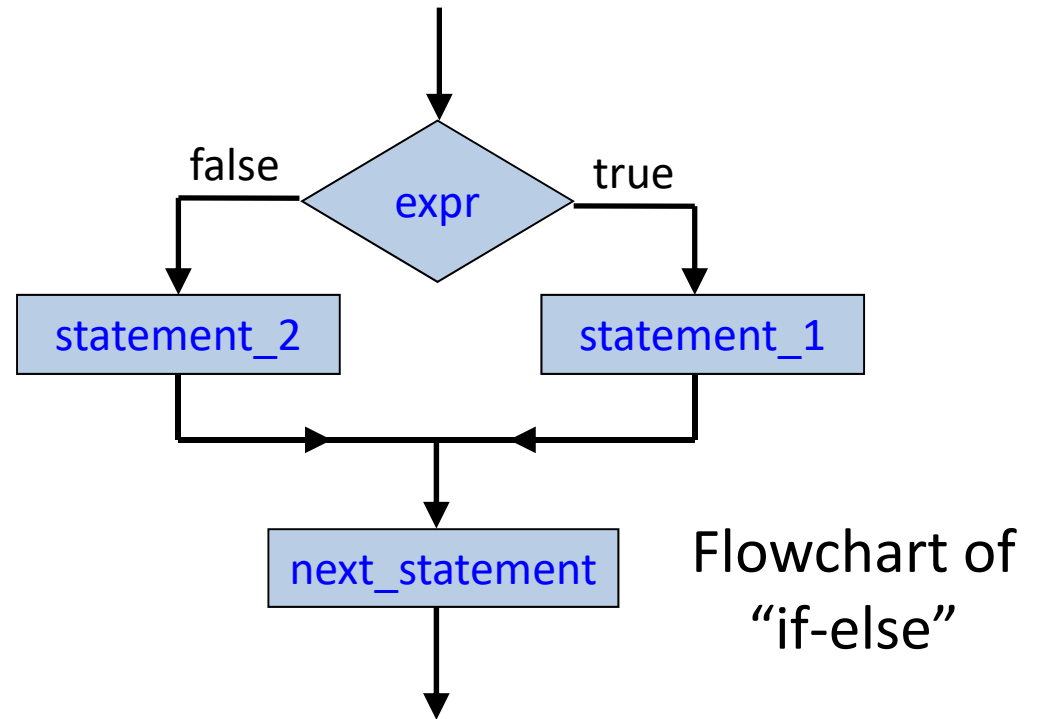 false
true
expr
statement_2
statement_1
next_statement
Flowchart of
“if-else”